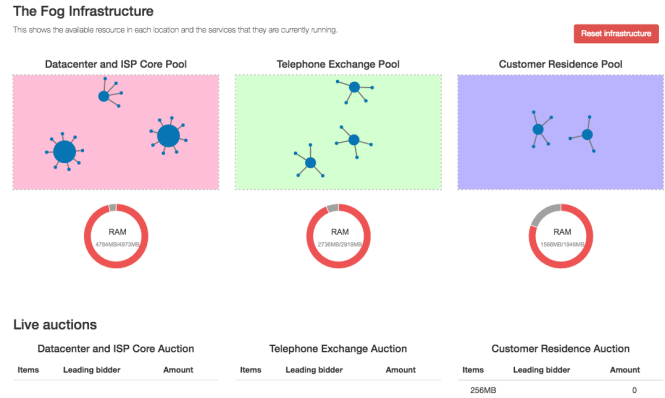 The Fog Infrastructure
This shows the available resource in each location and the services that they are currently running.
Reset infrastructure
Datacenter and ISP Core Pool
Telephone Exchange Pool
Customer Residence Pool
RAM
4784MB/4973MB
RAM
2736MB/2919MB
RAM
1568MB/1946MB
Live auctions
Datacenter and ISP Core Auction
Items Leading bidder Amount
Telephone Exchange Auction
Items Leading bidder Amount
Customer Residence Auction
Items Leading bidder Amount
256MB 0